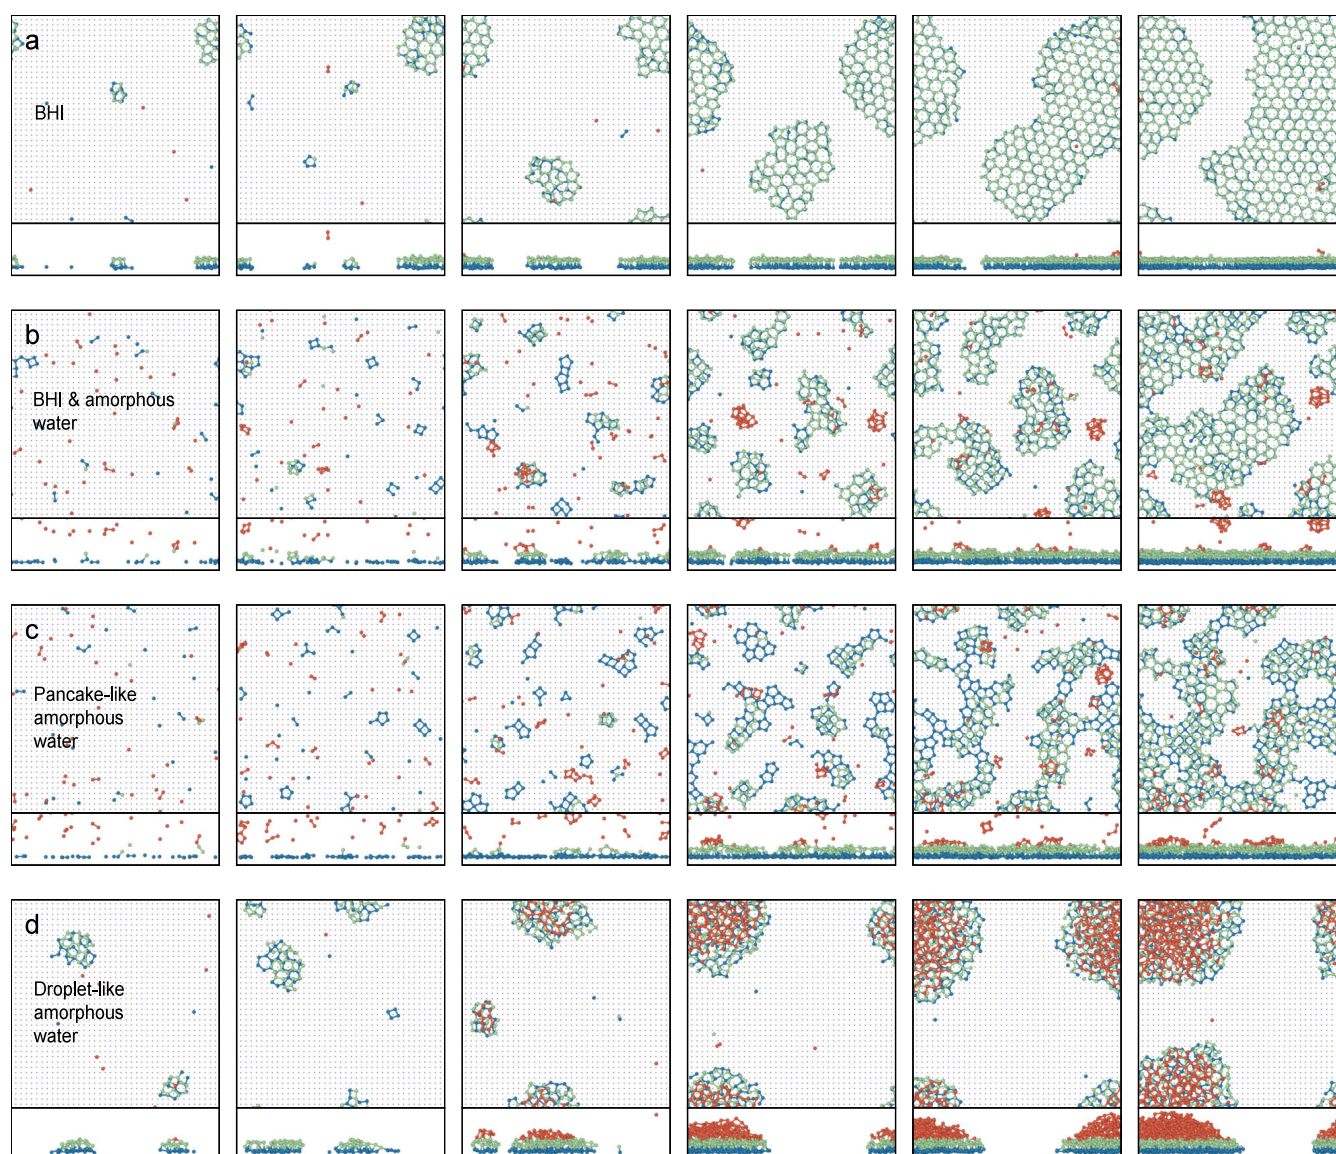 a
BHI
b
BHI & amorphous
water
c
Pancake-like
amorphous
water
d
Droplet-like
amorphous
water